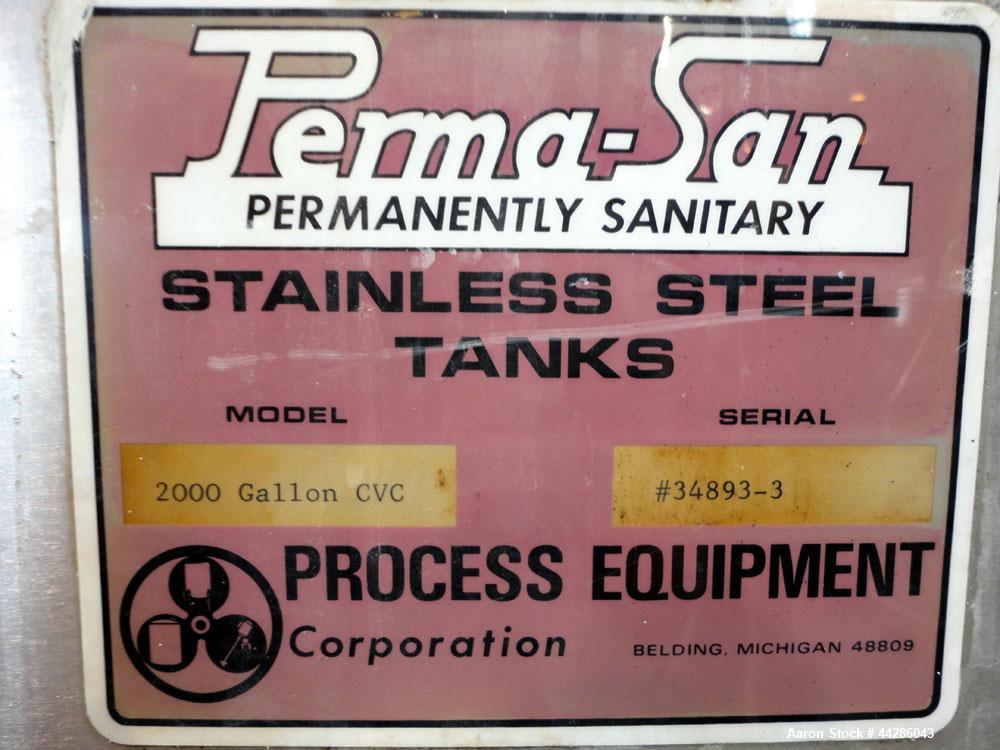 Perma-San
PERMANENTLY SANITARY
STAINLESS STEEL
TANKS
MODEL SERIAL
2000 Gallon CVC #34893-3
PROCESS EQUIPMENT
Corporation BELDING, MICHIGAN 48809
Aaron Stock # 44286043